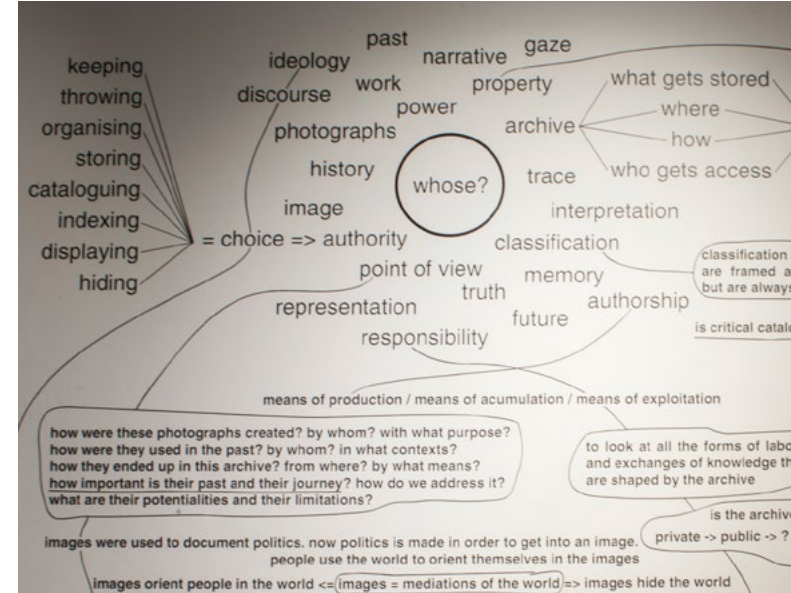 keeping
throwing
organising
storing
cataloguing
indexing
displaying
hiding
= choice => authority
past
ideology
narrative
gaze
discourse
work
property
power
photographs
archive
history
whose?
trace
image
interpretation
classification
point of view
memory
representation
truth
authorship
future
responsibility
what gets stored
where
how
who gets access
classification
are framed
but are always
is critical
means of production / means of acumulation / means of exploitation
how were these photographs created? by whom? with what purpose?
how were they used in the past? by whom? in what contexts?
how they ended up in this archive? from where? by what means?
how important is their past and their journey? how do we address it?
what are their potentialities and their limitations?
to look at all the forms of
and exchanges of knowledge
are shaped by the archive
is the archive
private -> public -> ?
images were used to document politics. now politics is made in order to get into an image.
people use the world to orient themselves in the images
images orient people in the world <= images = mediations of the world => images hide the world